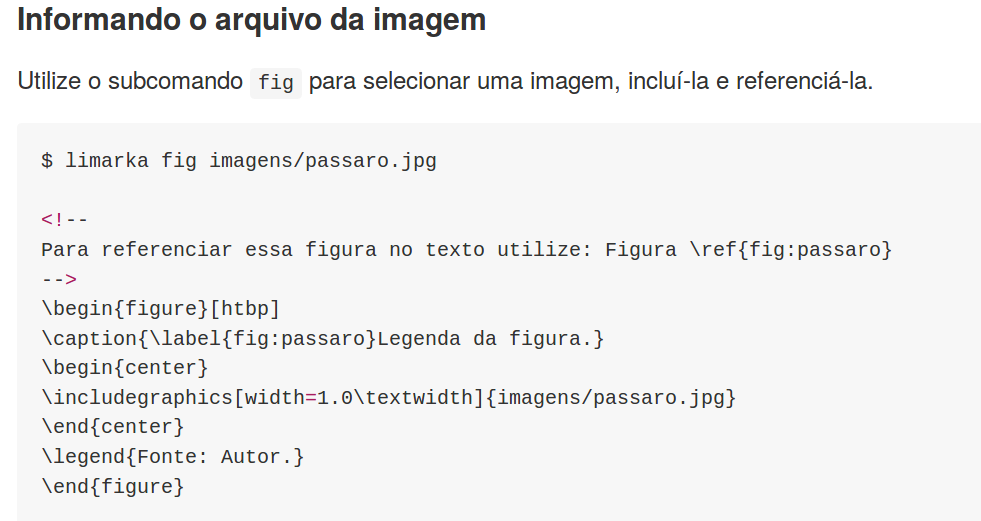 Informando o arquivo da imagem
Utilize o subcomando fig para selecionar uma imagem, incluí-la e referenciá-la.
$ limarka fig imagens/passaro.jpg
<!--
Para referenciar essa figura no texto utilize: Figura \ref{fig:passaro}
-->
\begin{figure}[htbp]
\caption{\label{fig:passaro}Legenda da figura.}
\begin{center}
\includegraphics[width=1.0\textwidth]{imagens/passaro.jpg}
\end{center}
\legend{Fonte: Autor.}
\end{figure}